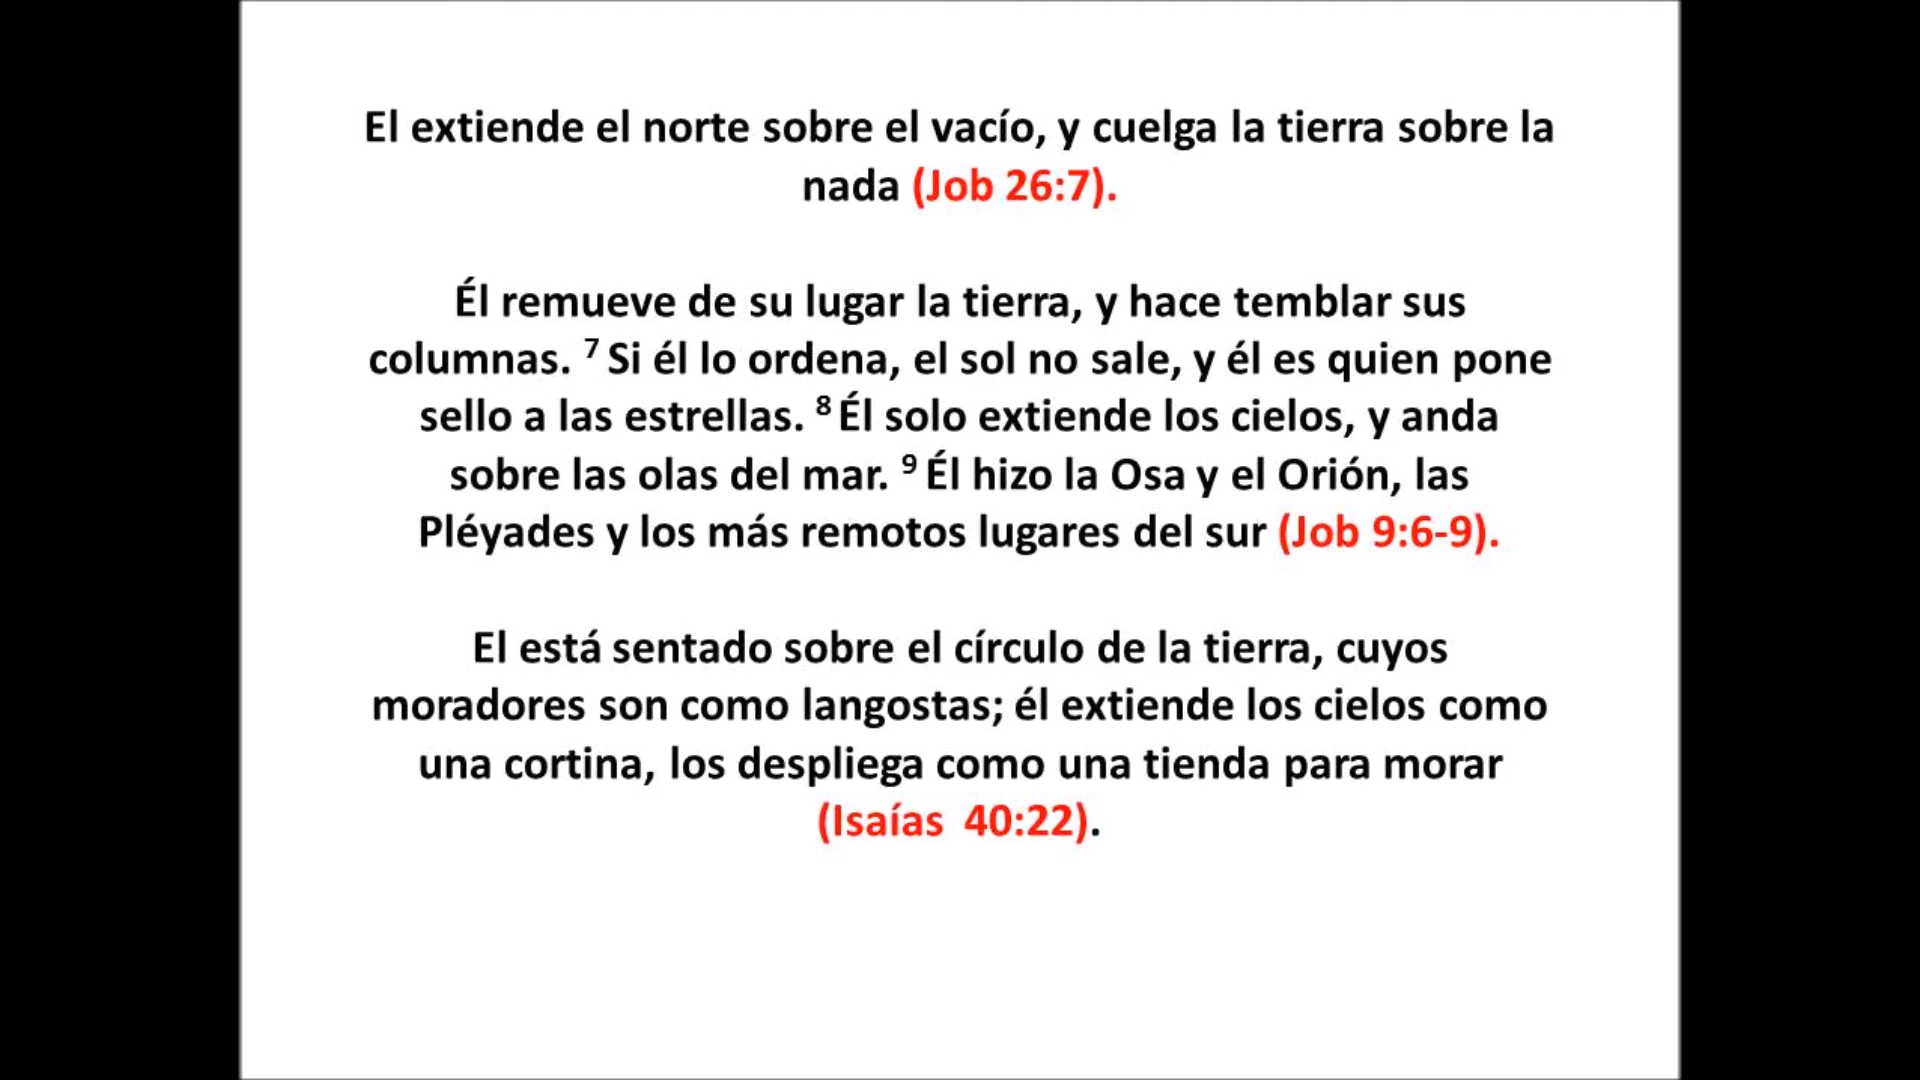 El extiende el norte sobre el vacío, y cuelga la tierra sobre la
nada (Job 26:7).
Él remueve de su lugar la tierra, y hace temblar sus
columnas. ⁷ Si él lo ordena, el sol no sale, y él es quien pone
sello a las estrellas. ⁸ Él solo extiende los cielos, y anda
sobre las olas del mar. ⁹ Él hizo la Osa y el Orión, las
Pléyades y los más remotos lugares del sur (Job 9:6-9).
El está sentado sobre el círculo de la tierra, cuyos
moradores son como langostas; él extiende los cielos como
una cortina, los despliega como una tienda para morar
(Isaías  40:22).